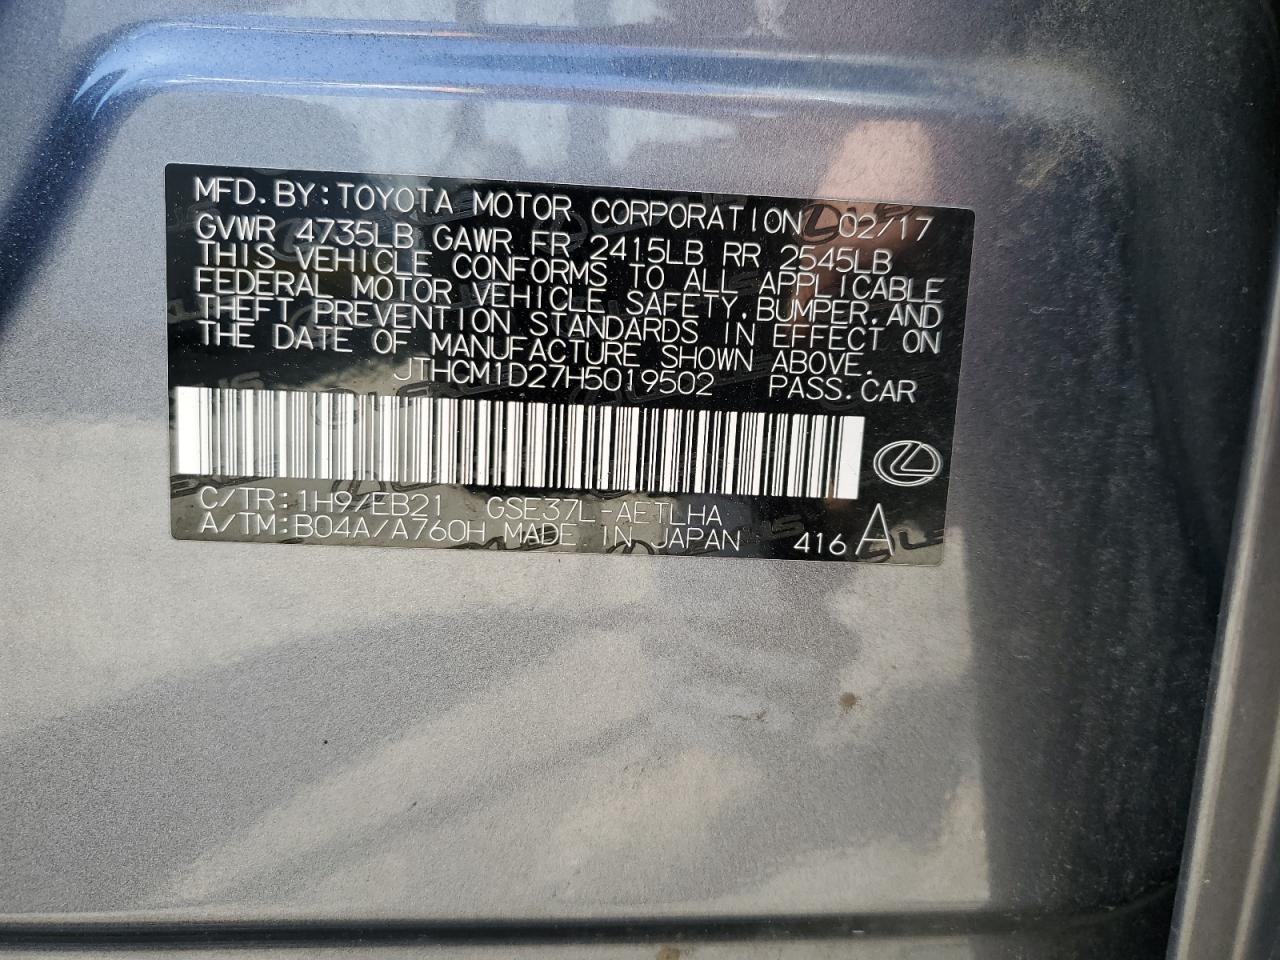 MFD.BY:TOYOTA MOTOR CORPORATION 02/17
GVWR 4735LB GAWR FR 2415LB RR 2545LB
THIS VEHICLE CONFORMS TO ALL APPLICABLE
FEDERAL MOTOR VEHICLE SAFETY,BUMPER,AND
THEFT PREVENTION STANDARDS IN EFFECT ON
THE DATE OF MANUFACTURE SHOWN ABOVE.
JTHCM1D27H5019502 PASS.CAR
C/TR:1H9/EB21 GSE37L-AETLHA
A/TM:B04A/A760H MADE IN JAPAN 416 A